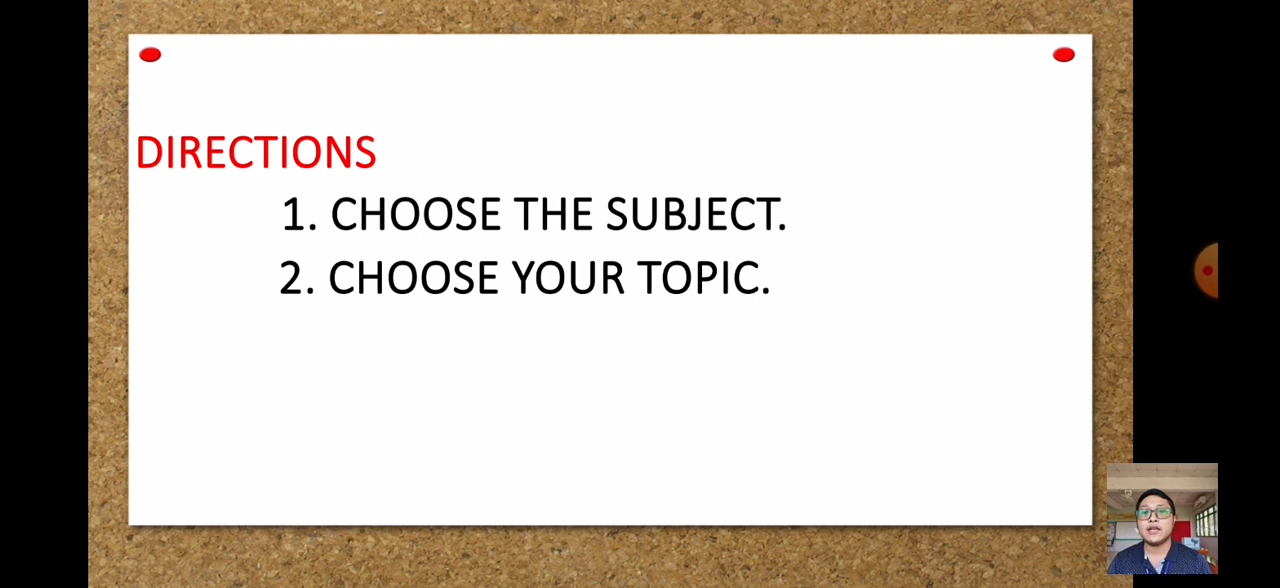 DIRECTIONS
1. CHOOSE THE SUBJECT.
2. CHOOSE YOUR TOPIC.